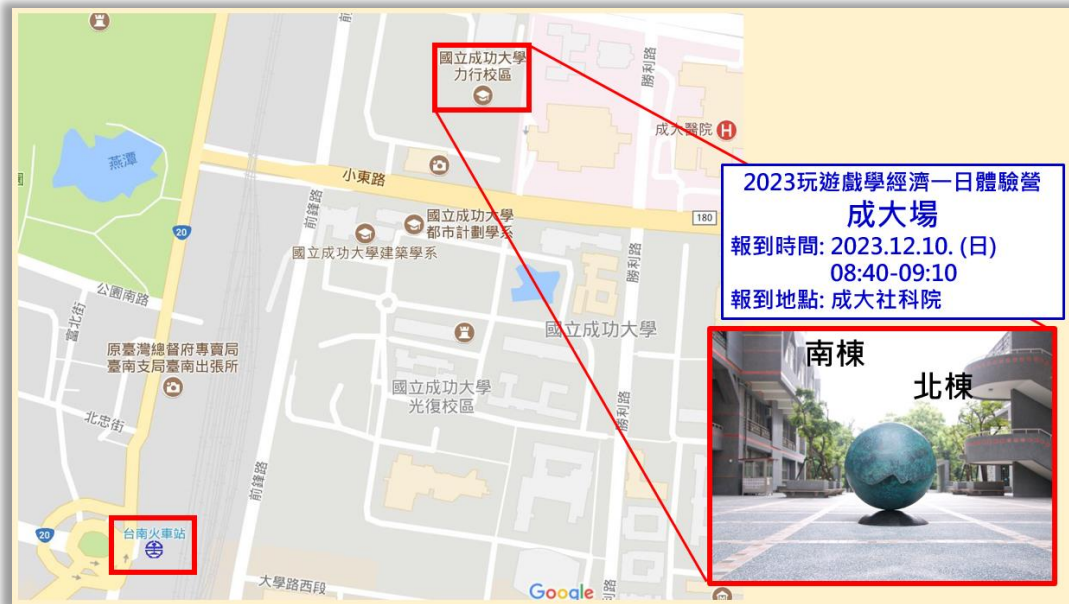 國立成功大學
力行校區
前
勝利路
成大醫院
H
燕潭
小東路
180
20
前鋒路
國立成功大學
都市計劃學系
國立成功大學建築學系
勝利路
公園南路
富北街
國立成功大學
原臺灣總督府專賣局
臺南支局臺南出張所
國立成功大學
光復校區
北忠街
勝利路
前鋒路
20
台南火車站
大學路西段
Google
勝利路
2023玩遊戲學經濟一日體驗營
成大場
報到時間: 2023.12.10. (日)
08:40-09:10
報到地點: 成大社科院
南棟
北棟